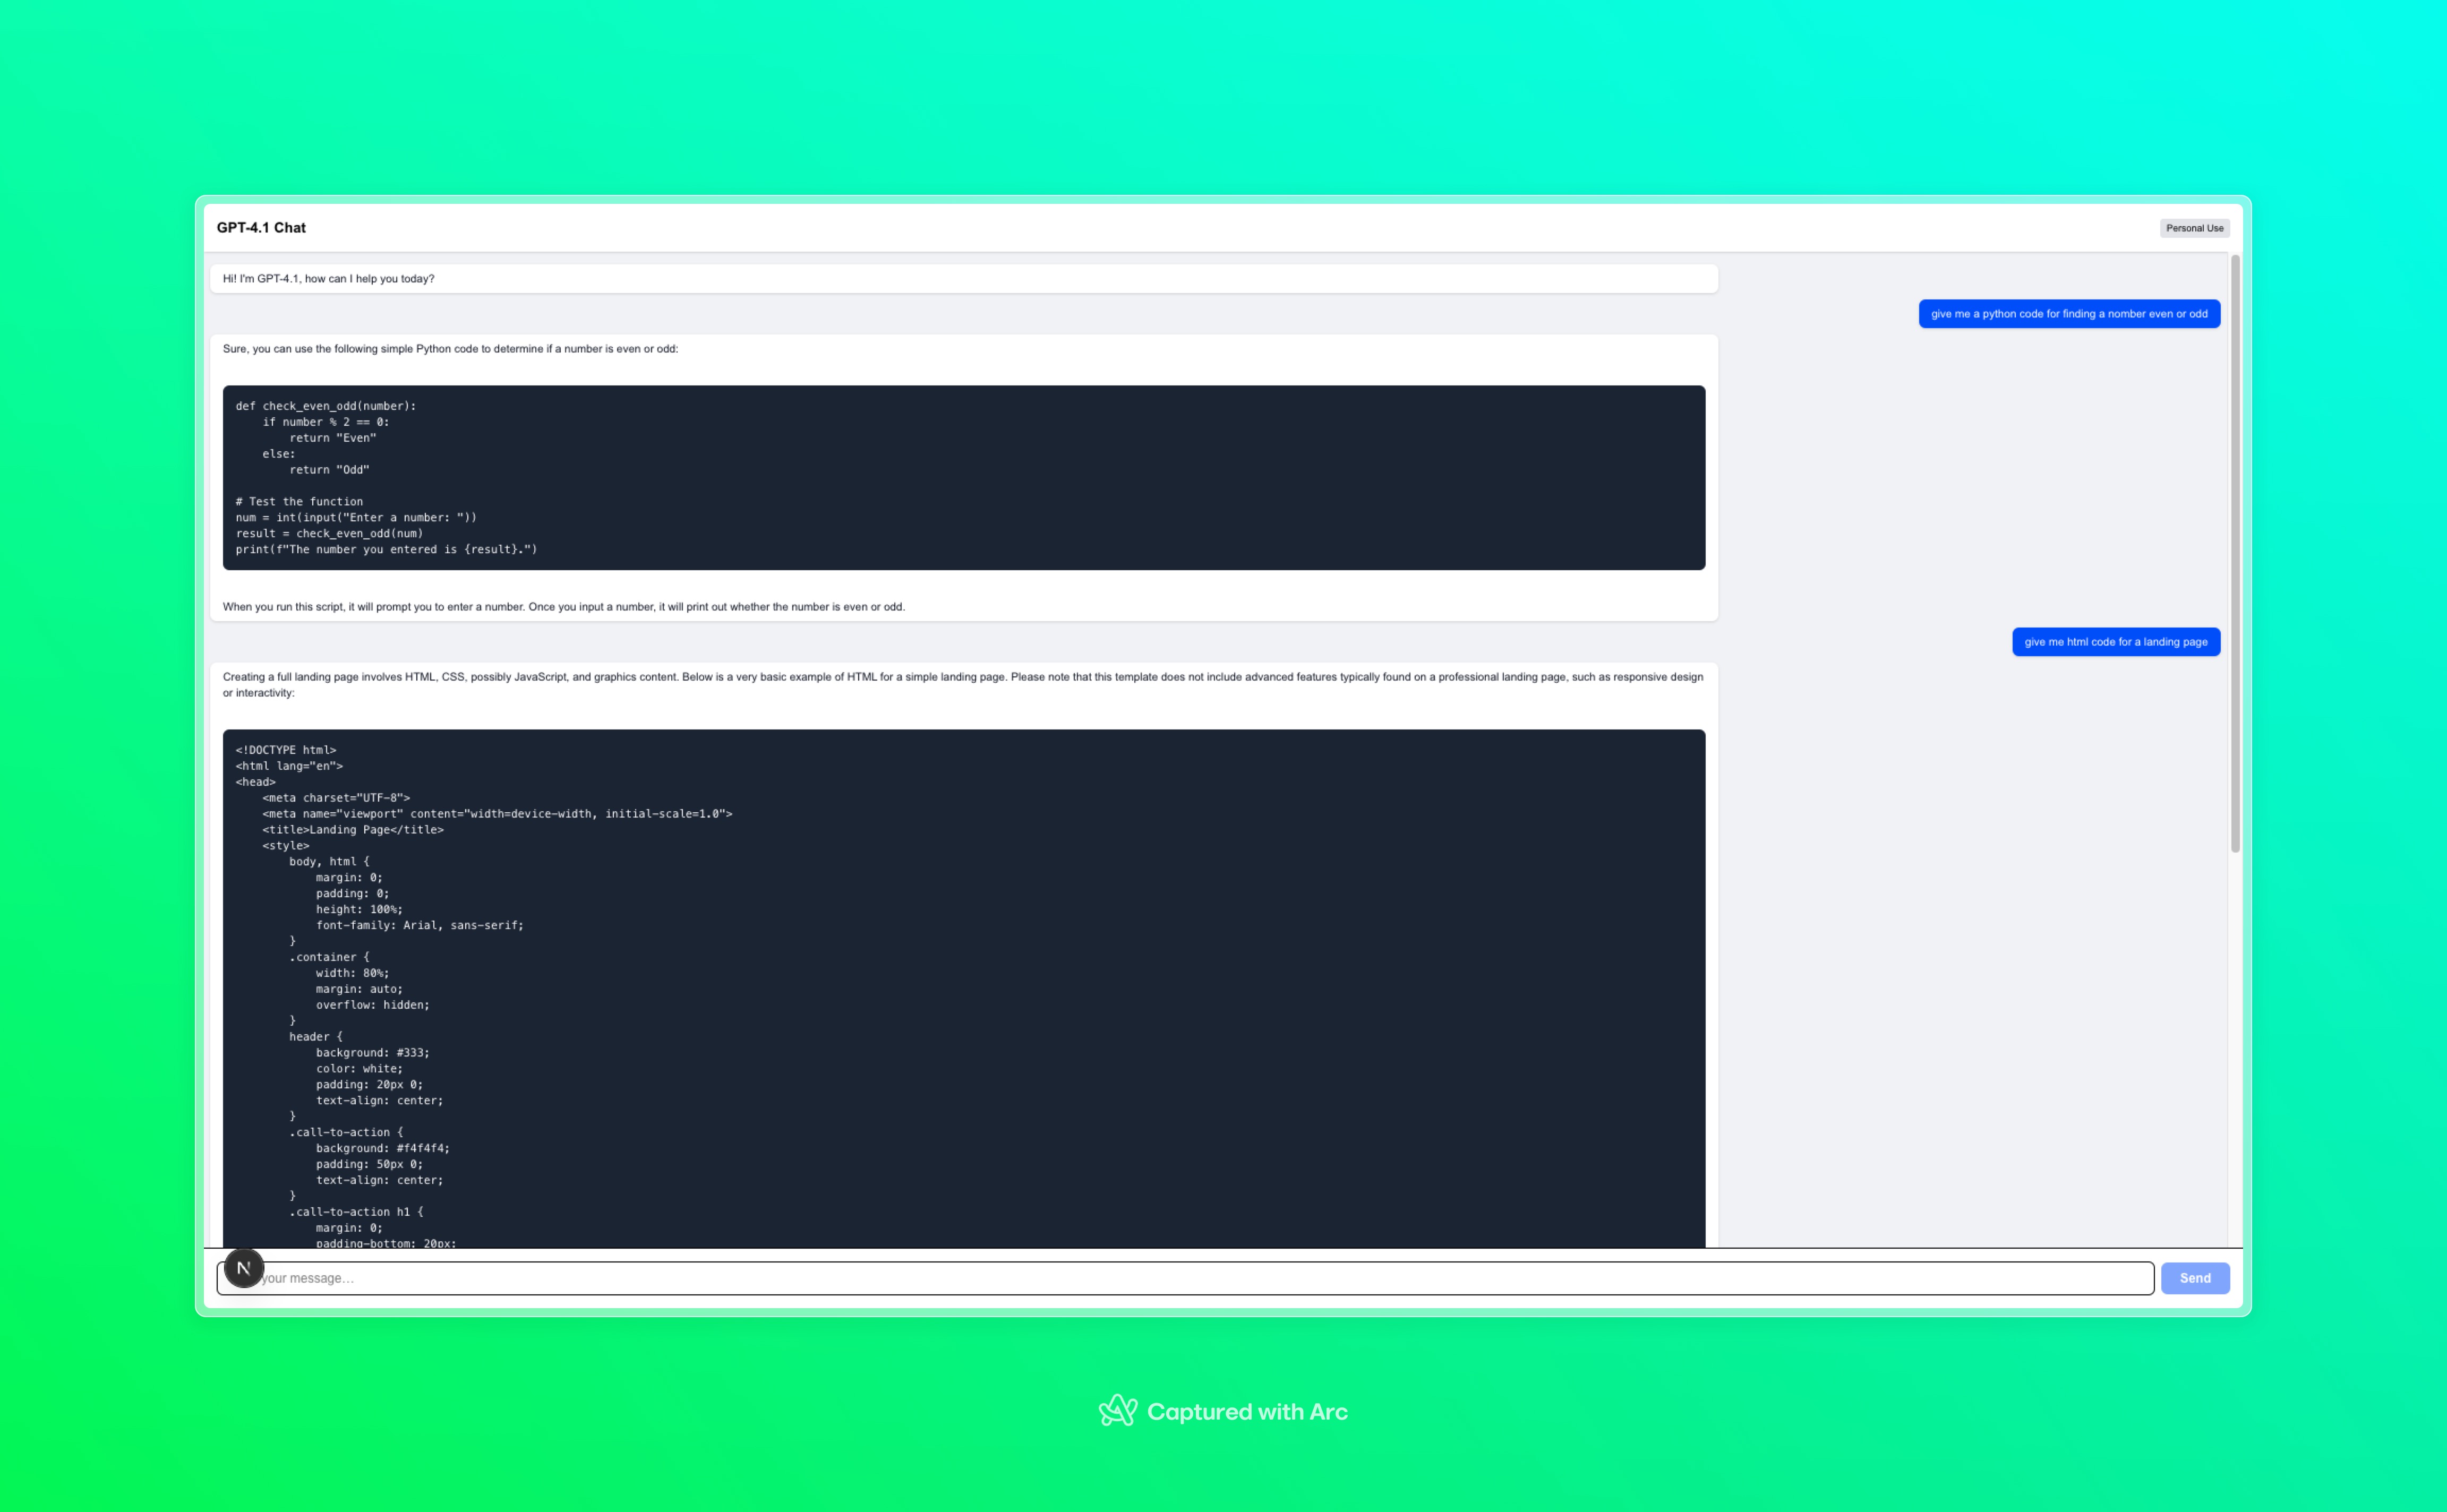 GPT-4.1 Chat
Personal Use
Hi! I'm GPT-4.1, how can I help you today?
give me a python code for finding a nomber even or odd
Sure, you can use the following simple Python code to determine if a number is even or odd:
def check_even_odd(number):
    if number % 2 == 0:
        return "Even"
    else:
        return "Odd"
# Test the function
num = int(input("Enter a number: "))
result = check_even_odd(num)
print(f"The number you entered is {result}.")
When you run this script, it will prompt you to enter a number. Once you input a number, it will print out whether the number is even or odd.
give me html code for a landing page
Creating a full landing page involves HTML, CSS, possibly JavaScript, and graphics content. Below is a very basic example of HTML for a simple landing page. Please note that this template does not include advanced features typically found on a professional landing page, such as responsive design
or interactivity:
<!DOCTYPE html>
<html lang="en">
<head>
    <meta charset="UTF-8">
    <meta name="viewport" content="width=device-width, initial-scale=1.0">
    <title>Landing Page</title>
    <style>
        body, html {
            margin: 0;
            padding: 0;
            height: 100%;
            font-family: Arial, sans-serif;
        }
        .container {
            width: 80%;
            margin: auto;
            overflow: hidden;
        }
        header {
            background: #333;
            color: white;
            padding: 20px 0;
            text-align: center;
        }
        .call-to-action {
            background: #f4f4f4;
            padding: 50px 0;
            text-align: center;
        }
        .call-to-action h1 {
            margin: 0;
            padding-bottom: 20px;
N
your message...
Send
Captured with Arc